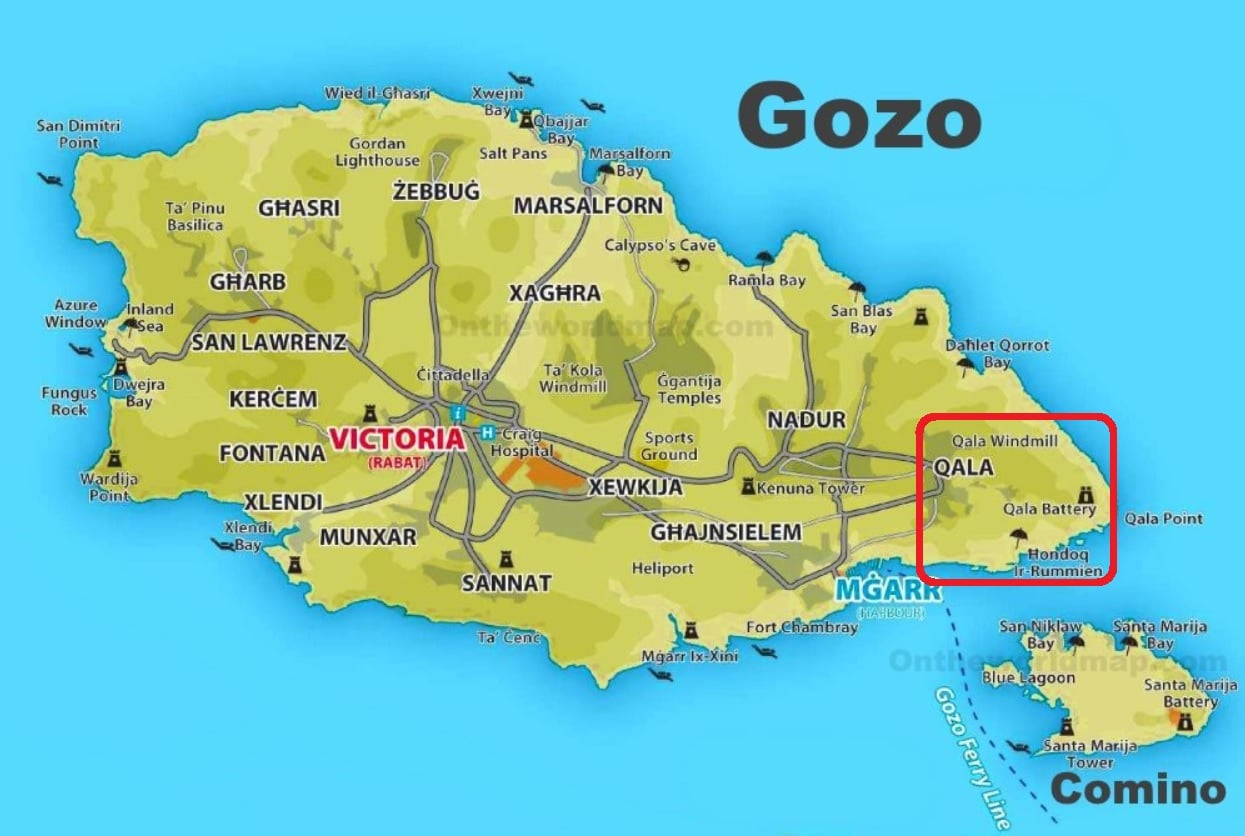 Gozo
Wied il-Għasri
Xwejni
Bay
Qbajjar
Bay
San Dimitri
Point
Gordan
Lighthouse
Salt Pans
Marsalforn
Bay
ŻEBBUĠ
Ta' Pinu
Basilica
GĦASRI
MARSALFORN
Calypso's Cave
Ramla Bay
GĦARB
XAGĦRA
Azure
Window
Inland
Sea
San Blas
Bay
Ontheworldmap.com
SAN LAWRENZ
Daħlet Qorrot
Bay
Ċittadella
Ta' Kola
Windmill
Ġgantija
Temples
Fungus
Rock
Dwejra
Bay
KERĊEM
NADUR
i
H
VICTORIA
(RABAT)
Craig
Hospital
Sports
Ground
Qala Windmill
FONTANA
QALA
Wardija
Point
XEWKIJA
Kenuna Tower
XLENDI
Qala Battery
Qala Point
Xlendi
Bay
MUNXAR
GĦAJNSIELEM
Ħondoq
Ir-Rummien
Heliport
SANNAT
MĠARR
(HARBOUR)
Ta' Ċenċ
Fort Chambray
Mġarr Ix-Xini
San Niklaw
Bay
Santa Marija
Bay
Ontheworldmap.com
Blue Lagoon
Santa Marija
Battery
Gozo Ferry Line
Santa Marija
Tower
Comino